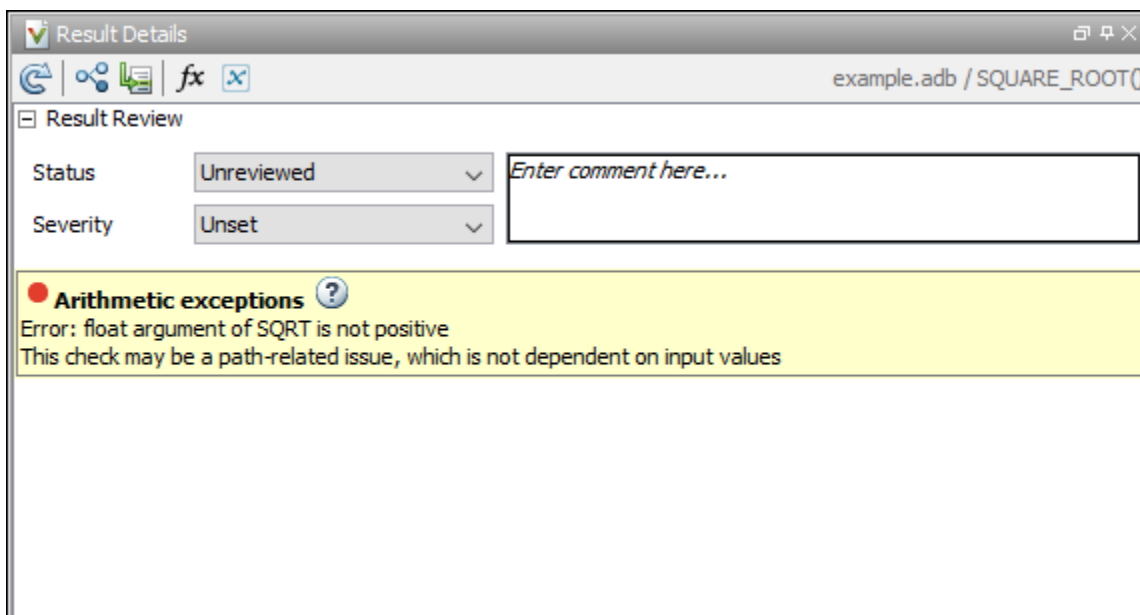 Result Details
fx x example.adb / SQUARE_ROOT()
Result Review
Status Unreviewed Enter comment here...
Severity Unset
Arithmetic exceptions ?
Error: float argument of SQRT is not positive
This check may be a path-related issue, which is not dependent on input values